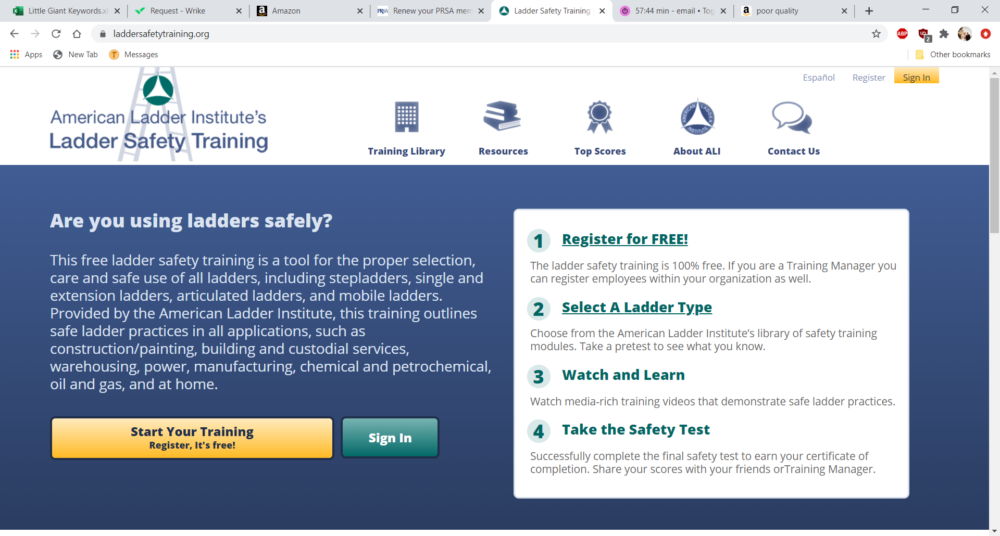 Little Giant Keywords.xl
Request - Wrike
Amazon
Renew your PRSA mem
Ladder Safety Training
57:44 min - email • Tog
poor quality
laddersafetytraining.org
ABP
2
Apps
New Tab
Messages
Other bookmarks
Español
Register
Sign In
American Ladder Institute's
Ladder Safety Training
AMERICAN LADDER INSTITUTE
Training Library
Resources
Top Scores
About ALI
Contact Us
Are you using ladders safely?
This free ladder safety training is a tool for the proper selection,
care and safe use of all ladders, including stepladders, single and
extension ladders, articulated ladders, and mobile ladders.
Provided by the American Ladder Institute, this training outlines
safe ladder practices in all applications, such as
construction/painting, building and custodial services,
warehousing, power, manufacturing, chemical and petrochemical,
oil and gas, and at home.
Start Your Training
Register, It's free!
Sign In
1 Register for FREE!
The ladder safety training is 100% free. If you are a Training Manager you
can register employees within your organization as well.
2 Select A Ladder Type
Choose from the American Ladder Institute’s library of safety training
modules. Take a pretest to see what you know.
3 Watch and Learn
Watch media-rich training videos that demonstrate safe ladder practices.
4 Take the Safety Test
Successfully complete the final safety test to earn your certificate of
completion. Share your scores with your friends orTraining Manager.